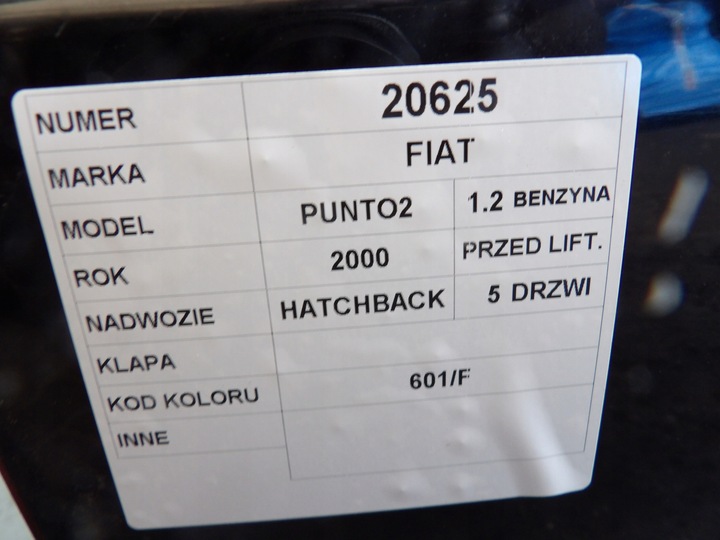 NUMER 20625
MARKA FIAT
MODEL PUNTO2 1.2 BENZYNA
ROK 2000 PRZED LIFT.
NADWOZIE HATCHBACK 5 DRZWI
KLAPA
KOD KOLORU 601/F
INNE